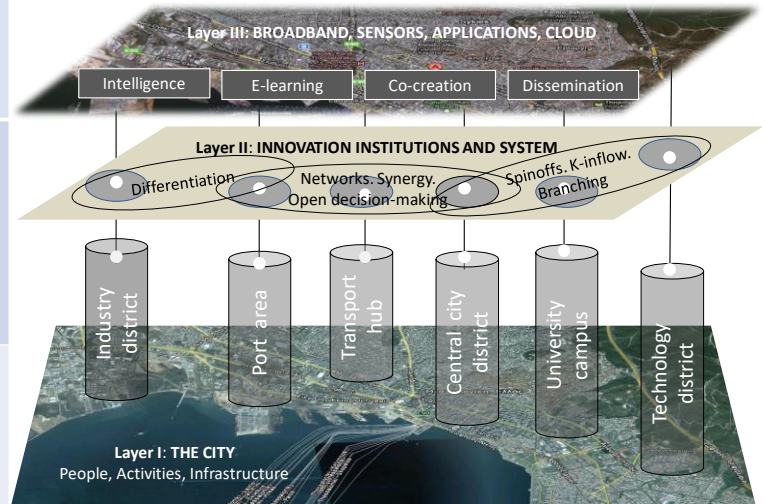 Layer III: BROADBAND, SENSORS, APPLICATIONS, CLOUD
Intelligence
E-learning
Co-creation
Dissemination
Layer II: INNOVATION INSTITUTIONS AND SYSTEM
Differentiation
Networks. Synergy.
Open decision-making
Spinoffs. K-inflow.
Branching
Industry
district
Port area
Transport
hub
Central city
district
University
campus
Technology
district
Layer I: THE CITY
People, Activities, Infrastructure